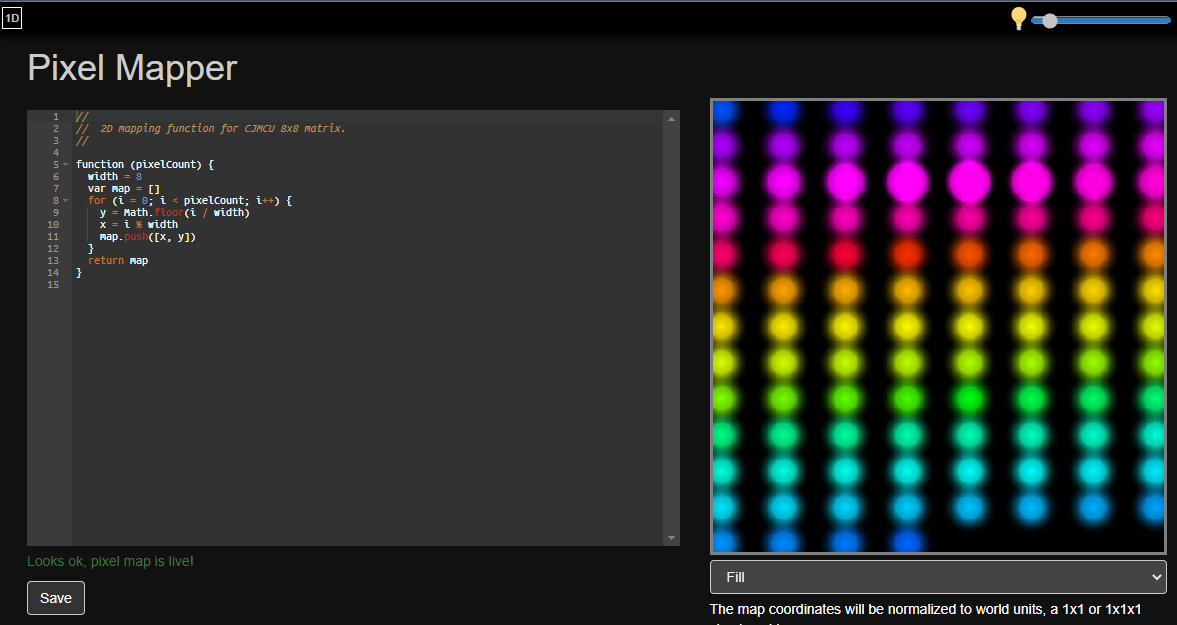 1D
Pixel Mapper
1 //
2 //  2D mapping function for CJMCU 8x8 matrix.
3 //
4
5 function (pixelCount) {
6   width = 8
7   var map = []
8   for (i = 0; i < pixelCount; i++) {
9     y = Math.floor(i / width)
10     x = i % width
11     map.push([x, y])
12   }
13   return map
14 }
15
Looks ok, pixel map is live!
Save
Fill
The map coordinates will be normalized to world units, a 1x1 or 1x1x1